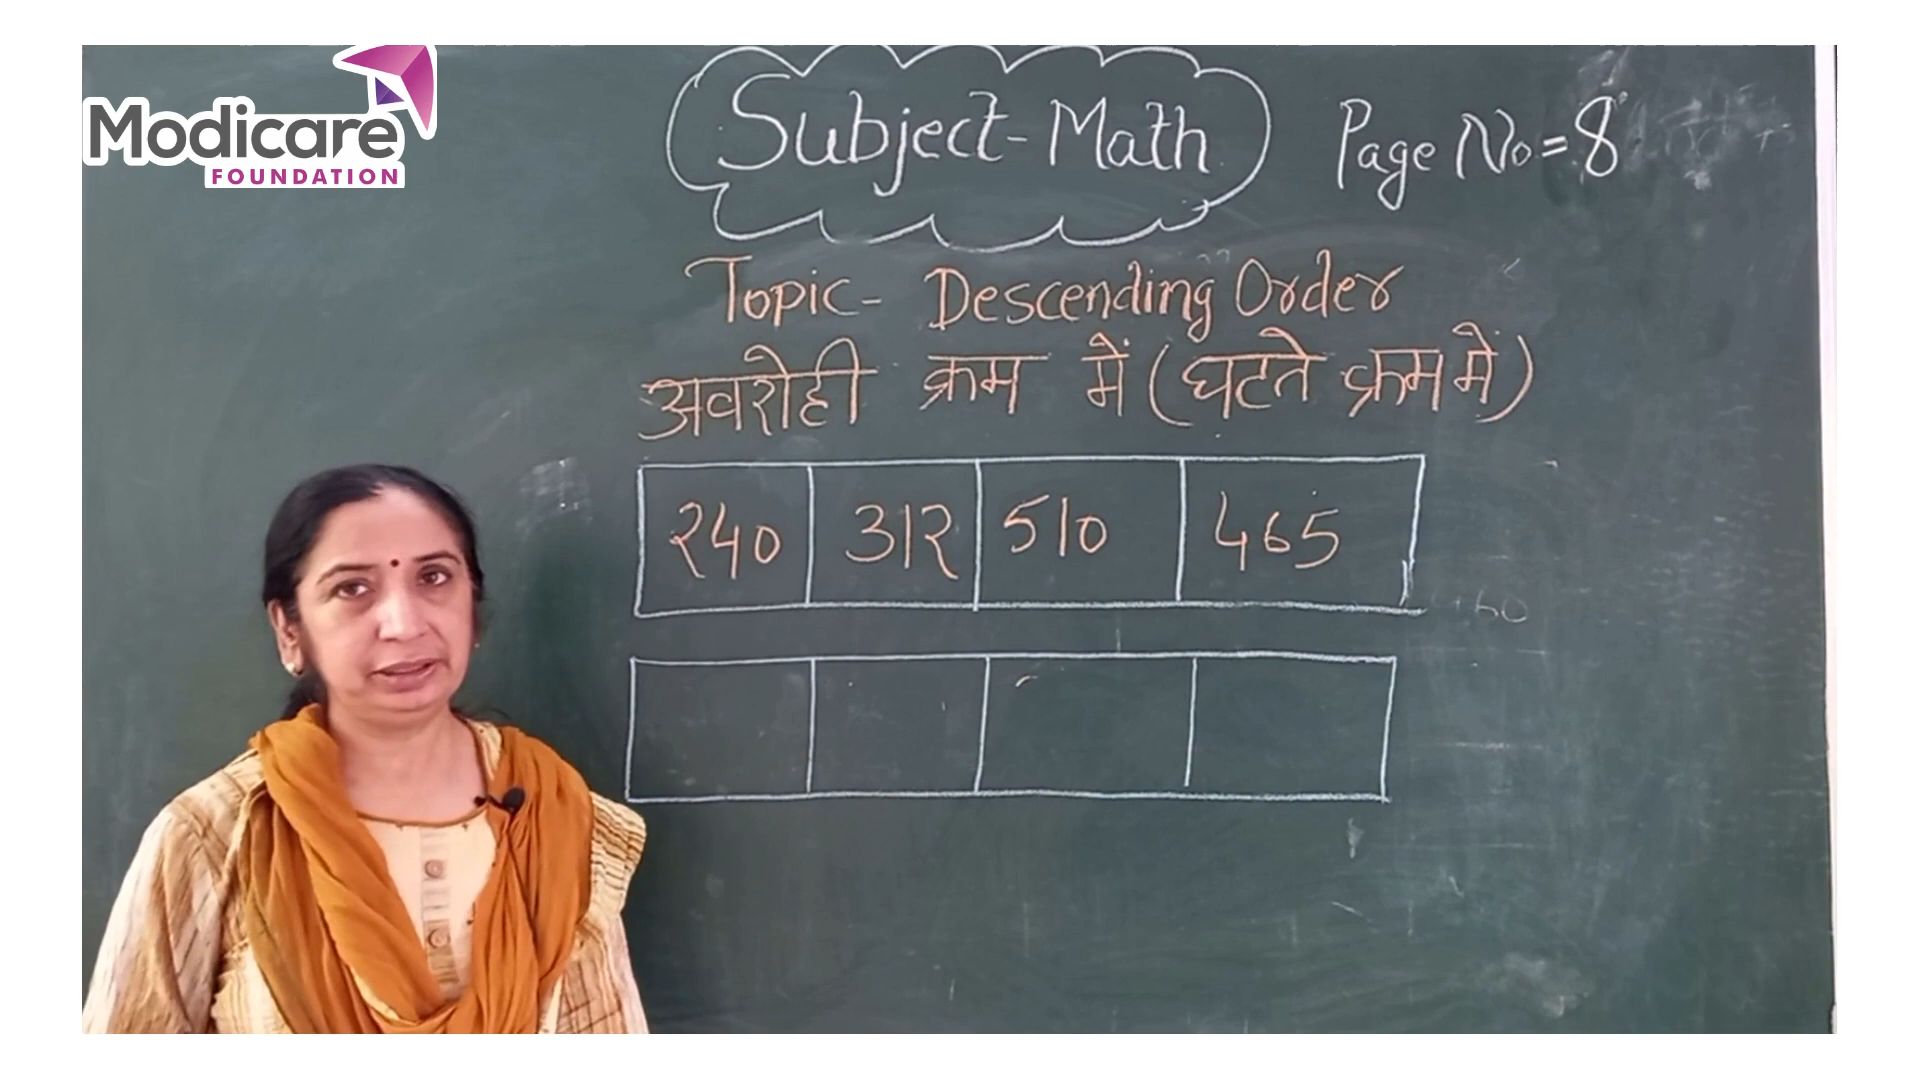 Modicare
FOUNDATION
Subject-Math
Page No=8
Topic- Descending Order
अवरोही क्रम में (घटते क्रम में)
240 312 510 465